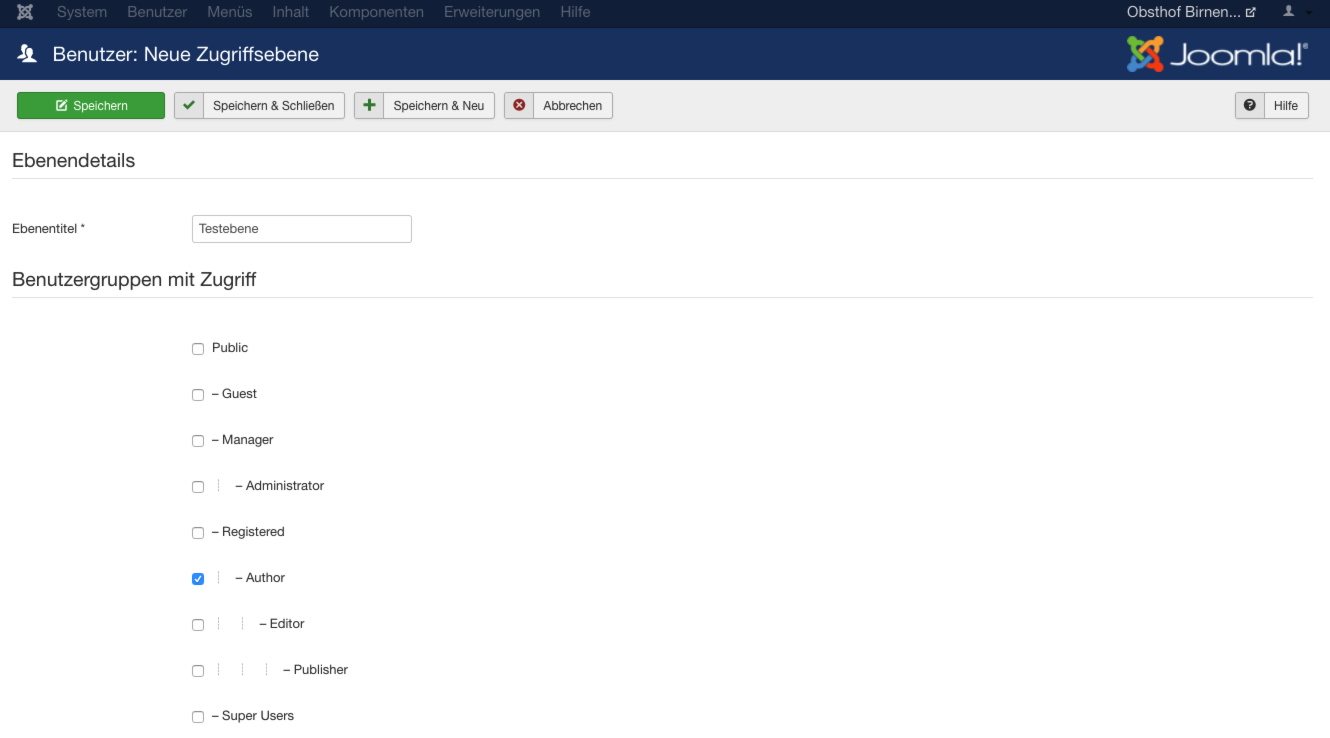 System Benutzer Menüs Inhalt Komponenten Erweiterungen Hilfe Obsthof Birnen...
Benutzer: Neue Zugriffsebene Joomla!®
Speichern Speichern & Schließen Speichern & Neu Abbrechen Hilfe
Ebenendetails
Ebenentitel * Testebene
Benutzergruppen mit Zugriff
Public
– Guest
– Manager
– Administrator
– Registered
– Author
– Editor
– Publisher
– Super Users